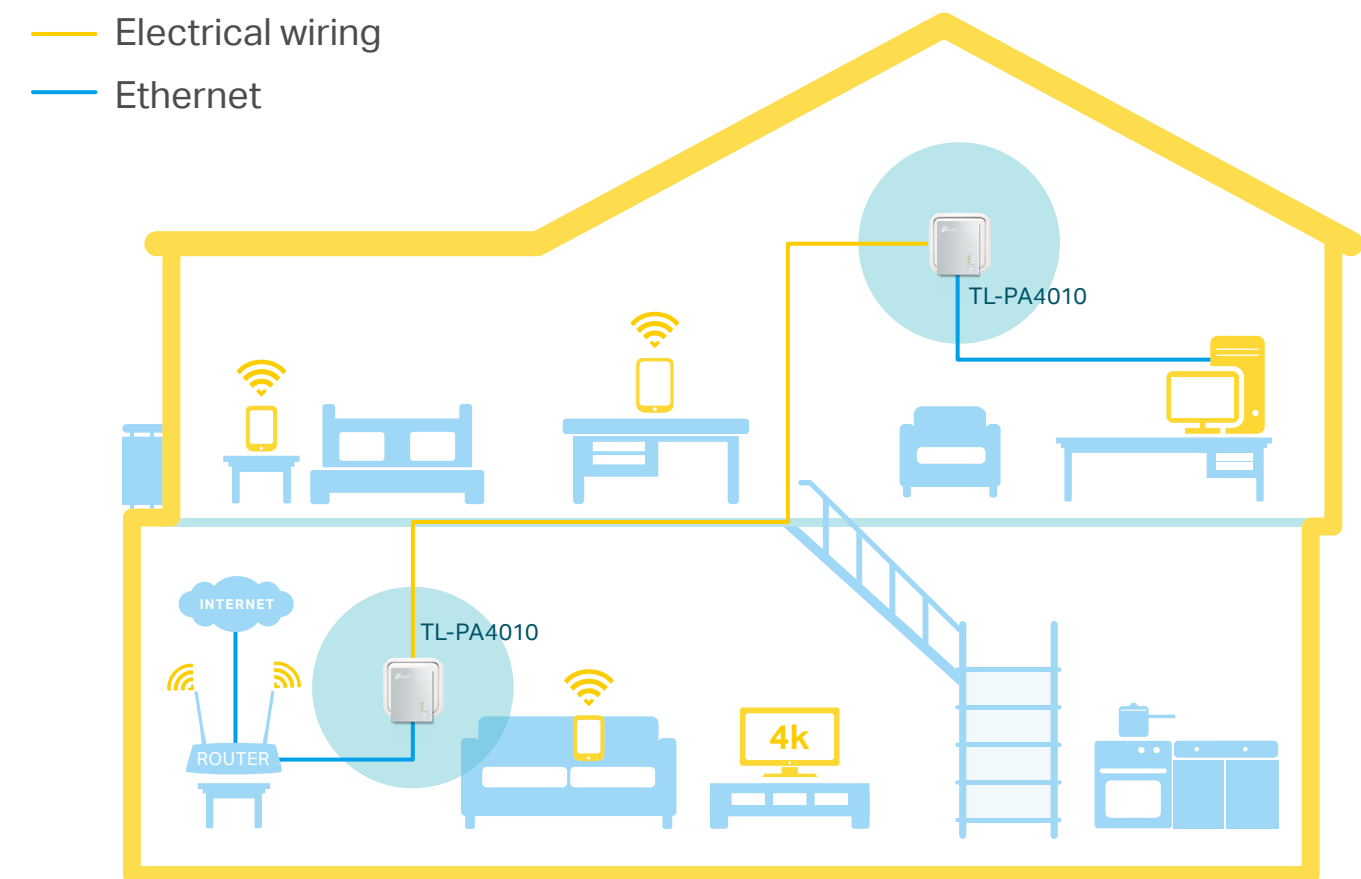 Electrical wiring
Ethernet
TL-PA4010
INTERNET
TL-PA4010
ROUTER
4k